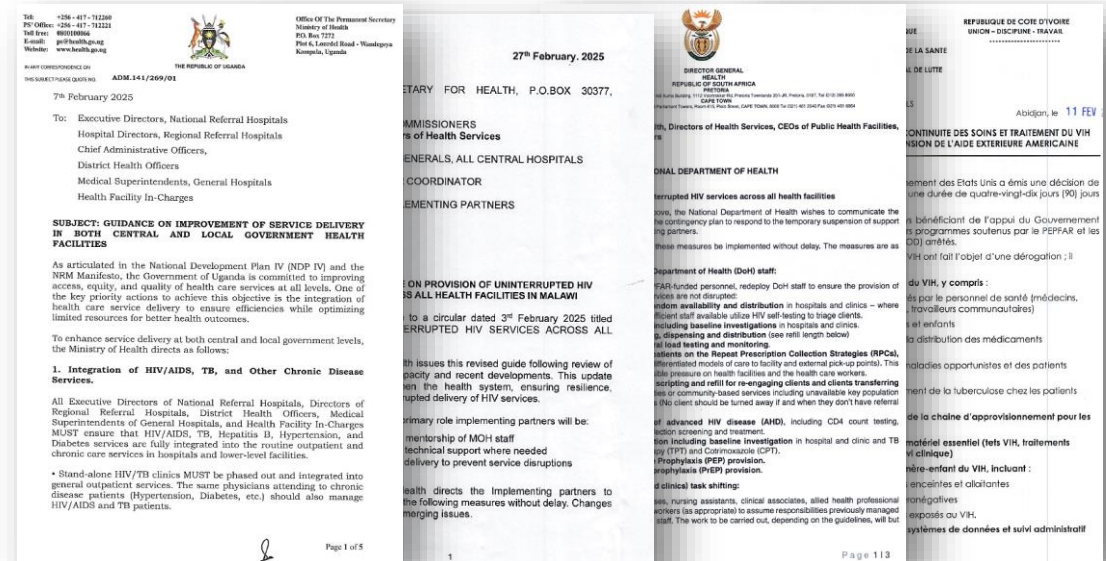 Tel: +256 - 417 - 712260
PS' Office: +256 - 417 - 712221
Toll free: 0800100066
E-mail: ps@health.go.ug
Website: www.health.go.ug
IN ANY CORRESPONDENCE ON
THIS SUBJECT PLEASE QUOTE NO. ADM.141/269/01
THE REPUBLIC OF UGANDA
Office Of The Permanent Secretary
Ministry of Health
P.O. Box 7272
Plot 6, Lourdel Road - Wandegeya
Kampala, Uganda
7th February 2025
To: Executive Directors, National Referral Hospitals
Hospital Directors, Regional Referral Hospitals
Chief Administrative Officers,
District Health Officers
Medical Superintendents, General Hospitals
Health Facility In-Charges
SUBJECT: GUIDANCE ON IMPROVEMENT OF SERVICE DELIVERY
IN BOTH CENTRAL AND LOCAL GOVERNMENT HEALTH
FACILITIES
As articulated in the National Development Plan IV (NDP IV) and the
NRM Manifesto, the Government of Uganda is committed to improving
access, equity, and quality of health care services at all levels. One of
the key priority actions to achieve this objective is the integration of
health care service delivery to ensure efficiencies while optimizing
limited resources for better health outcomes.
To enhance service delivery at both central and local government levels,
the Ministry of Health directs as follows:
1. Integration of HIV/AIDS, TB, and Other Chronic Disease
Services.
All Executive Directors of National Referral Hospitals, Directors of
Regional Referral Hospitals, District Health Officers, Medical
Superintendents of General Hospitals, and Health Facility In-Charges
MUST ensure that HIV/AIDS, TB, Hepatitis B, Hypertension, and
Diabetes services are fully integrated into the routine outpatient and
chronic care services in hospitals and lower-level facilities.
• Stand-alone HIV/TB clinics MUST be phased out and integrated into
general outpatient services. The same physicians attending to chronic
disease patients (Hypertension, Diabetes, etc.) should also manage
HIV/AIDS and TB patients.
Page 1 of 5
27th February. 2025
ETARY FOR HEALTH, P.O.BOX 30377,
OMMISSIONERS
rs of Health Services
GENERALS, ALL CENTRAL HOSPITALS
COORDINATOR
LEMENTING PARTNERS
E ON PROVISION OF UNINTERRUPTED HIV
SS ALL HEALTH FACILITIES IN MALAWI
to a circular dated 3rd February 2025 titled
ERRUPTED HIV SERVICES ACROSS ALL
lth issues this revised guide following review of
pacity and recent developments. This update
en the health system, ensuring resilience,
rupted delivery of HIV services.
primary role implementing partners will be:
mentorship of MOH staff
technical support where needed
delivery to prevent service disruptions
ealth directs the Implementing partners to
the following measures without delay. Changes
merging issues.
1
DIRECTOR GENERAL
HEALTH
REPUBLIC OF SOUTH AFRICA
PRETORIA
CAPE TOWN
lth, Directors of Health Services, CEOs of Public Health Facilities,
rs
ONAL DEPARTMENT OF HEALTH
terrupted HIV services across all health facilities
ove, the National Department of Health wishes to communicate the
he contingency plan to respond to the temporary suspension of support
ing partners.
these measures be implemented without delay. The measures are as
Department of Health (DoH) staff:
PFAR-funded personnel, redeploy DoH staff to ensure the provision of
rvices are not disrupted:
ndom availability and distribution in hospitals and clinics – where
fficient staff available utilize HIV self-testing to triage clients.
including baseline investigations in hospitals and clinics.
g, dispensing and distribution (see refill length below)
ral load testing and monitoring.
patients on the Repeat Prescription Collection Strategies (RPCs),
differentiated models of care to facility and external pick-up points). This
ible pressure on health facilities and the health care workers.
scripting and refill for re-engaging clients and clients transferring
ties or community-based services including unavailable key population
s (No client should be turned away if and when they don't have referral
of advanced HIV disease (AHD), including CD4 count testing,
ection screening and treatment.
tion including baseline investigation in hospital and clinic and TB
py (TPT) and Cotrimoxazole (CPT).
e Prophylaxis (PEP) provision.
prophylaxis (PrEP) provision.
d clinics) task shifting:
es, nursing assistants, clinical associates, allied health professional
workers (as appropriate) to assume responsibilities previously managed
staff. The work to be carried out, depending on the guidelines, will but
Page 1|3
REPUBLIQUE DE COTE D'IVOIRE
UNION – DISCIPLINE - TRAVAIL
QUE
DE LA SANTE
AL DE LUTTE
LS
Abidjan, le 11 FEV
CONTINUITE DES SOINS ET TRAITEMENT DU VIH
NSION DE L'AIDE EXTERIEURE AMERICAINE
nement des Etats Unis a émis une décision de
une durée de quatre-vingt-dix jours (90) jours
s bénéficiant de l'appui du Gouvernement
rs programmes soutenus par le PEPFAR et les
OD) arrêtés.
VIH ont fait l'objet d'une dérogation ; il
du VIH, y compris :
és par le personnel de santé (médecins,
, travailleurs communautaires)
s et enfants
la distribution des médicaments
maladies opportunistes et des patients
ment de la tuberculose chez les patients
de la chaine d'approvisionnement pour les
matériel essentiel (tets VIH, traitements
vi clinique)
nère-enfant du VIH, incluant :
enceintes et allaitantes
ronégatives
exposés au VIH.
systèmes de données et suivi administratif